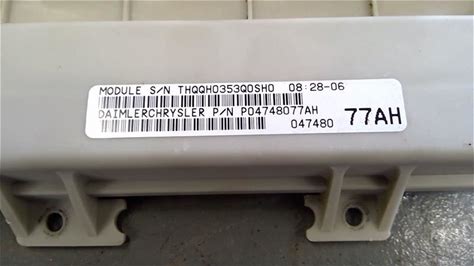 MODULE S/N THQQH0353Q0SH0 08:28-06
DAIMLERCHRYSLER P/N P04748077AH
047480 77AH